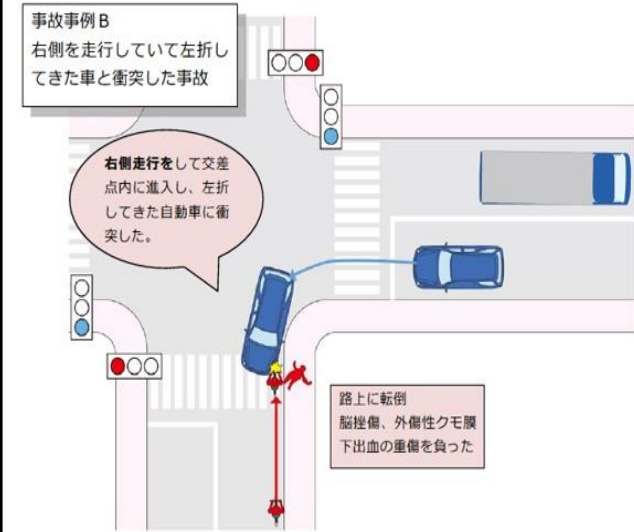 事故事例B
右側を走行していて左折し
てきた車と衝突した事故
右側走行をして交差
点内に進入し、左折
してきた自動車に衝
突した。
路上に転倒
脳挫傷、外傷性クモ膜
下出血の重傷を負った